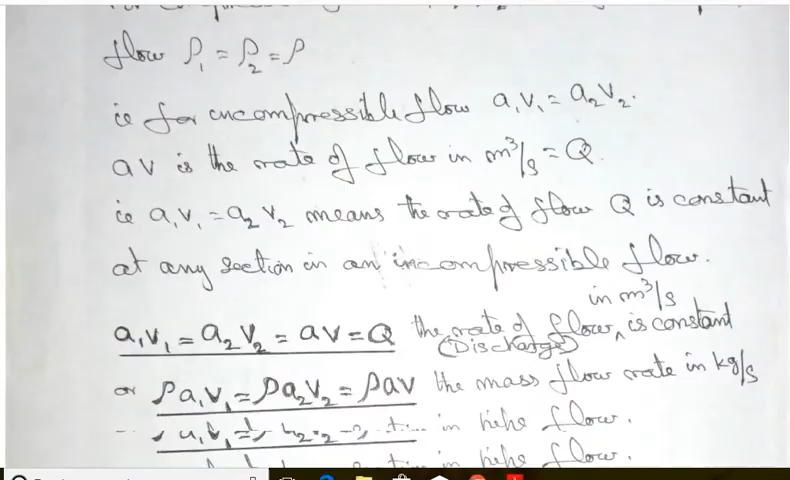 flow ρ₁ = ρ₂ = ρ
ie for incompressible flow a₁v₁ = a₂v₂.
av is the rate of flow in m³/s = Q.
ie a₁v₁ = a₂v₂ means the rate of flow Q is constant
at any section in an incompressible flow.
in m³/s
a₁v₁ = a₂v₂ = av = Q the rate of flow ^ is constant
(Discharge)
or ρa₁v₁ = ρa₂v₂ = ρav the mass flow rate in kg/s
in pipe flow.
in pipe flow.